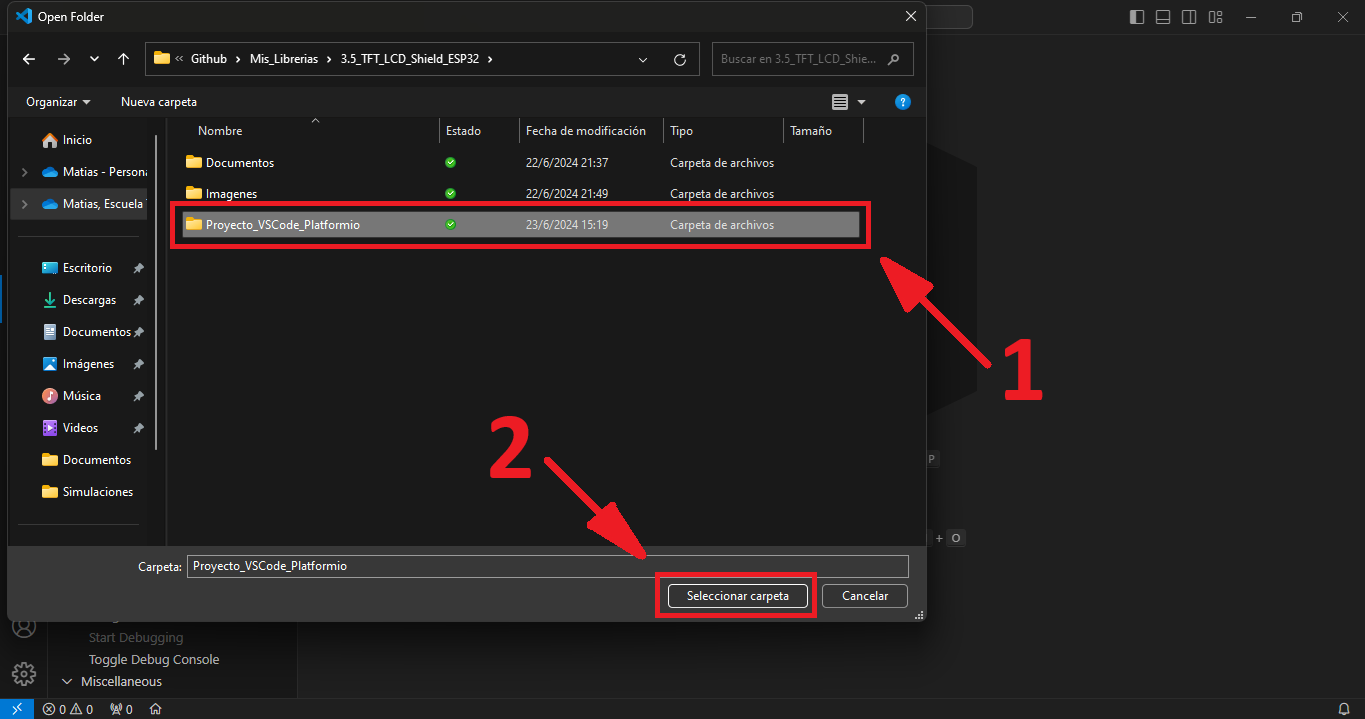 Open Folder
« Github › Mis_Librerias › 3.5_TFT_LCD_Shield_ESP32 ›
Buscar en 3.5_TFT_LCD_Shie...
Organizar
Nueva carpeta
?
Nombre
Estado
Fecha de modificación
Tipo
Tamaño
Inicio
Matias - Persona
Matias, Escuela
Escritorio
Descargas
Documentos
Imágenes
Música
Videos
Documentos
Simulaciones
Documentos 22/6/2024 21:37 Carpeta de archivos
Imagenes 22/6/2024 21:49 Carpeta de archivos
Proyecto_VSCode_Platformio 23/6/2024 15:19 Carpeta de archivos
1
2
P
+ O
Carpeta: Proyecto_VSCode_Platformio
Seleccionar carpeta
Cancelar
Start Debugging
Toggle Debug Console
Miscellaneous
0 0 0